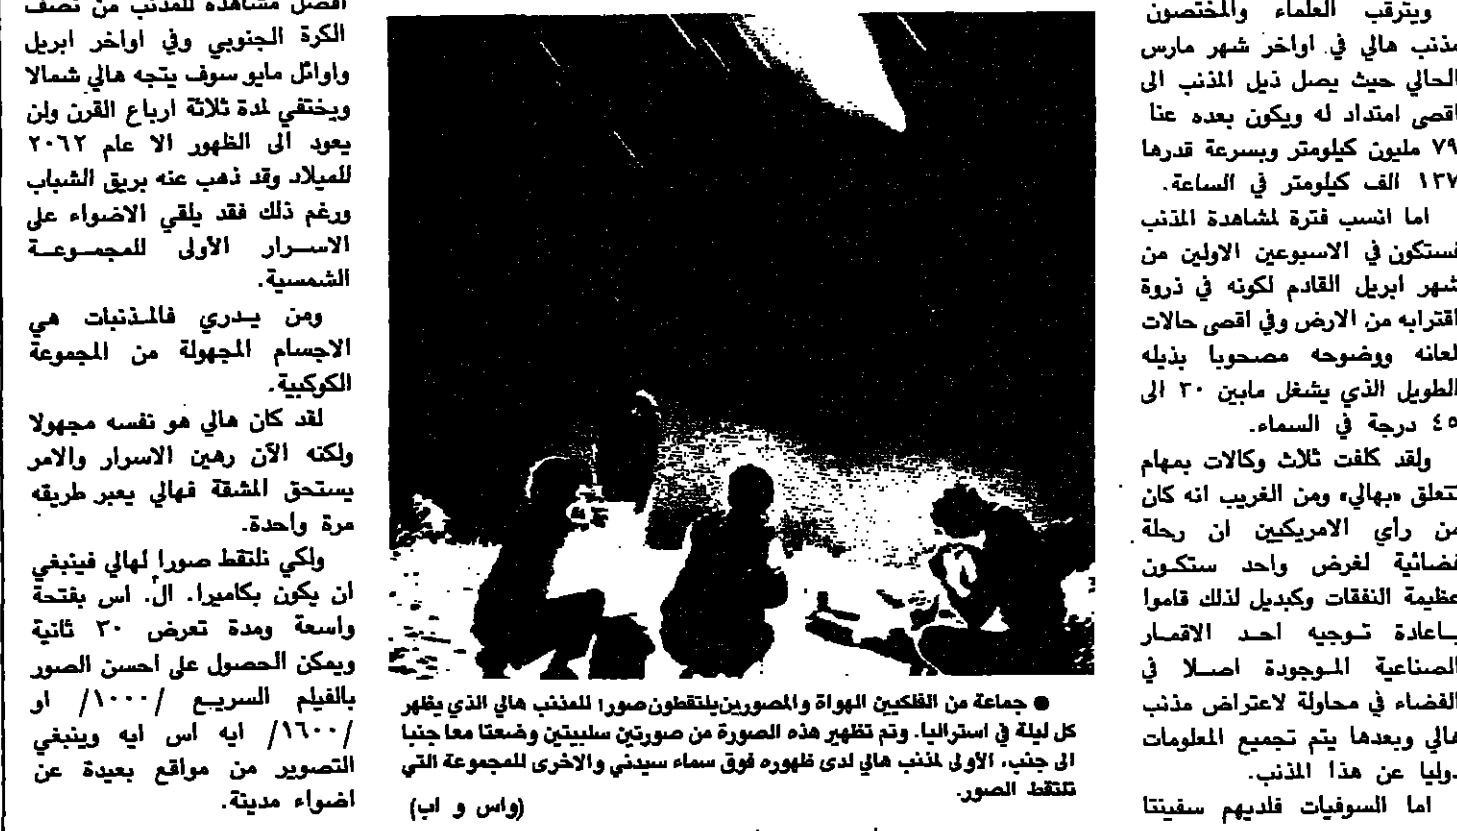 ويترقب العلماء والمختصون
مذنب هالي في اواخر شهر مارس
الحالي حيث يصل ذيل المذنب الى
اقصى امتداد له ويكون بعده عنا
٧٩ مليون كيلومتر وبسرعة قدرها
١٣٧ الف كيلومتر في الساعة.
اما انسب فترة لمشاهدة المذنب
فستكون في الاسبوعين الاولين من
شهر ابريل القادم لكونه في ذروة
اقترابه من الارض وفي اقصى حالات
لمعانه ووضوحه مصحوبا بذيله
الطويل الذي يشغل مابين ٣٠ الى
٤٥ درجة في السماء.
ولقد كلفت ثلاث وكالات بمهام
تتعلق «بهالي» ومن الغريب انه كان
من رأي الامريكيين ان رحلة
فضائية لغرض واحد ستكون
عظيمة النفقات وكبديل لذلك قاموا
باعادة توجيه احد الاقمار
الصناعية الموجودة اصلا في
الفضاء في محاولة لاعتراض مذنب
هالي وبعدها يتم تجميع المعلومات
دوليا عن هذا المذنب.
اما السوفيات فلديهم سفينتا
● جماعة من الفلكيين الهواة والمصورين يلتقطون صورا للمذنب هالي الذي يظهر
كل ليلة في استراليا. وتم تظهير هذه الصورة من صورتين سلبيتين وضعتا معا جنبا
الى جنب، الأولى لمذنب هالي لدى ظهوره فوق سماء سيدني والاخرى للمجموعة التي
تلتقط الصور.
(واس و اب)
افضل مشاهدة للمذنب من نصف
الكرة الجنوبي وفي اواخر ابريل
واوائل مايو سوف يتجه هالي شمالا
ويختفي لمدة ثلاثة ارباع القرن ولن
يعود الى الظهور الا عام ٢٠٦٢
للميلاد وقد ذهب عنه بريق الشباب
ورغم ذلك فقد يلقي الاضواء على
الاسرار الأولى للمجموعة
الشمسية.
ومن يدري فالمذنبات هي
الاجسام المجهولة من المجموعة
الكوكبية.
لقد كان هالي هو نفسه مجهولا
ولكنه الآن رهين الاسرار والامر
يستحق المشقة فهالي يعبر طريقه
مرة واحدة.
ولكي نلتقط صورا لهالي فينبغي
ان يكون بكاميرا. ال. اس بفتحة
واسعة ومدة تعرض ٣٠ ثانية
ويمكن الحصول على احسن الصور
بالفيلم السريع /١٠٠٠/ او
/١٦٠٠/ ايه اس ايه وينبغي
التصوير من مواقع بعيدة عن
اضواء مدينة.